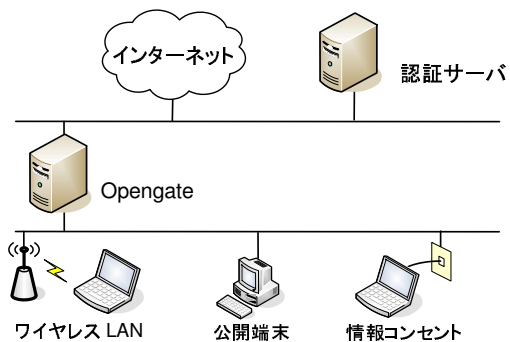 インターネット
認証サーバ
Opengate
ワイヤレス LAN
公開端末
情報コンセント